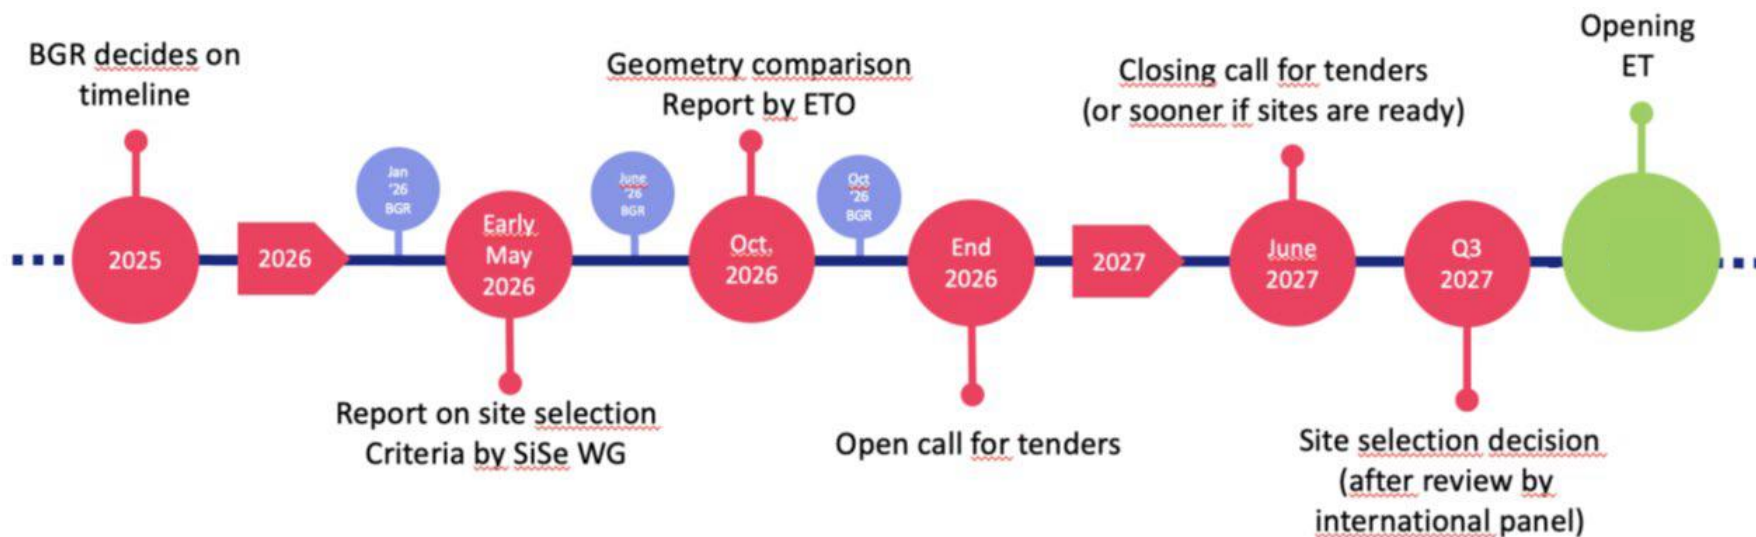 BGR decides on
timeline
2025
2026
Jan
'26
BGR
Early
May
2026
Report on site selection
Criteria by SiSe WG
June
'26
BGR
Geometry comparison
Report by ETO
Oct.
2026
Oct
'26
BGR
End
2026
Open call for tenders
2027
Closing call for tenders
(or sooner if sites are ready)
June
2027
Q3
2027
Site selection decision
(after review by
international panel)
Opening
ET